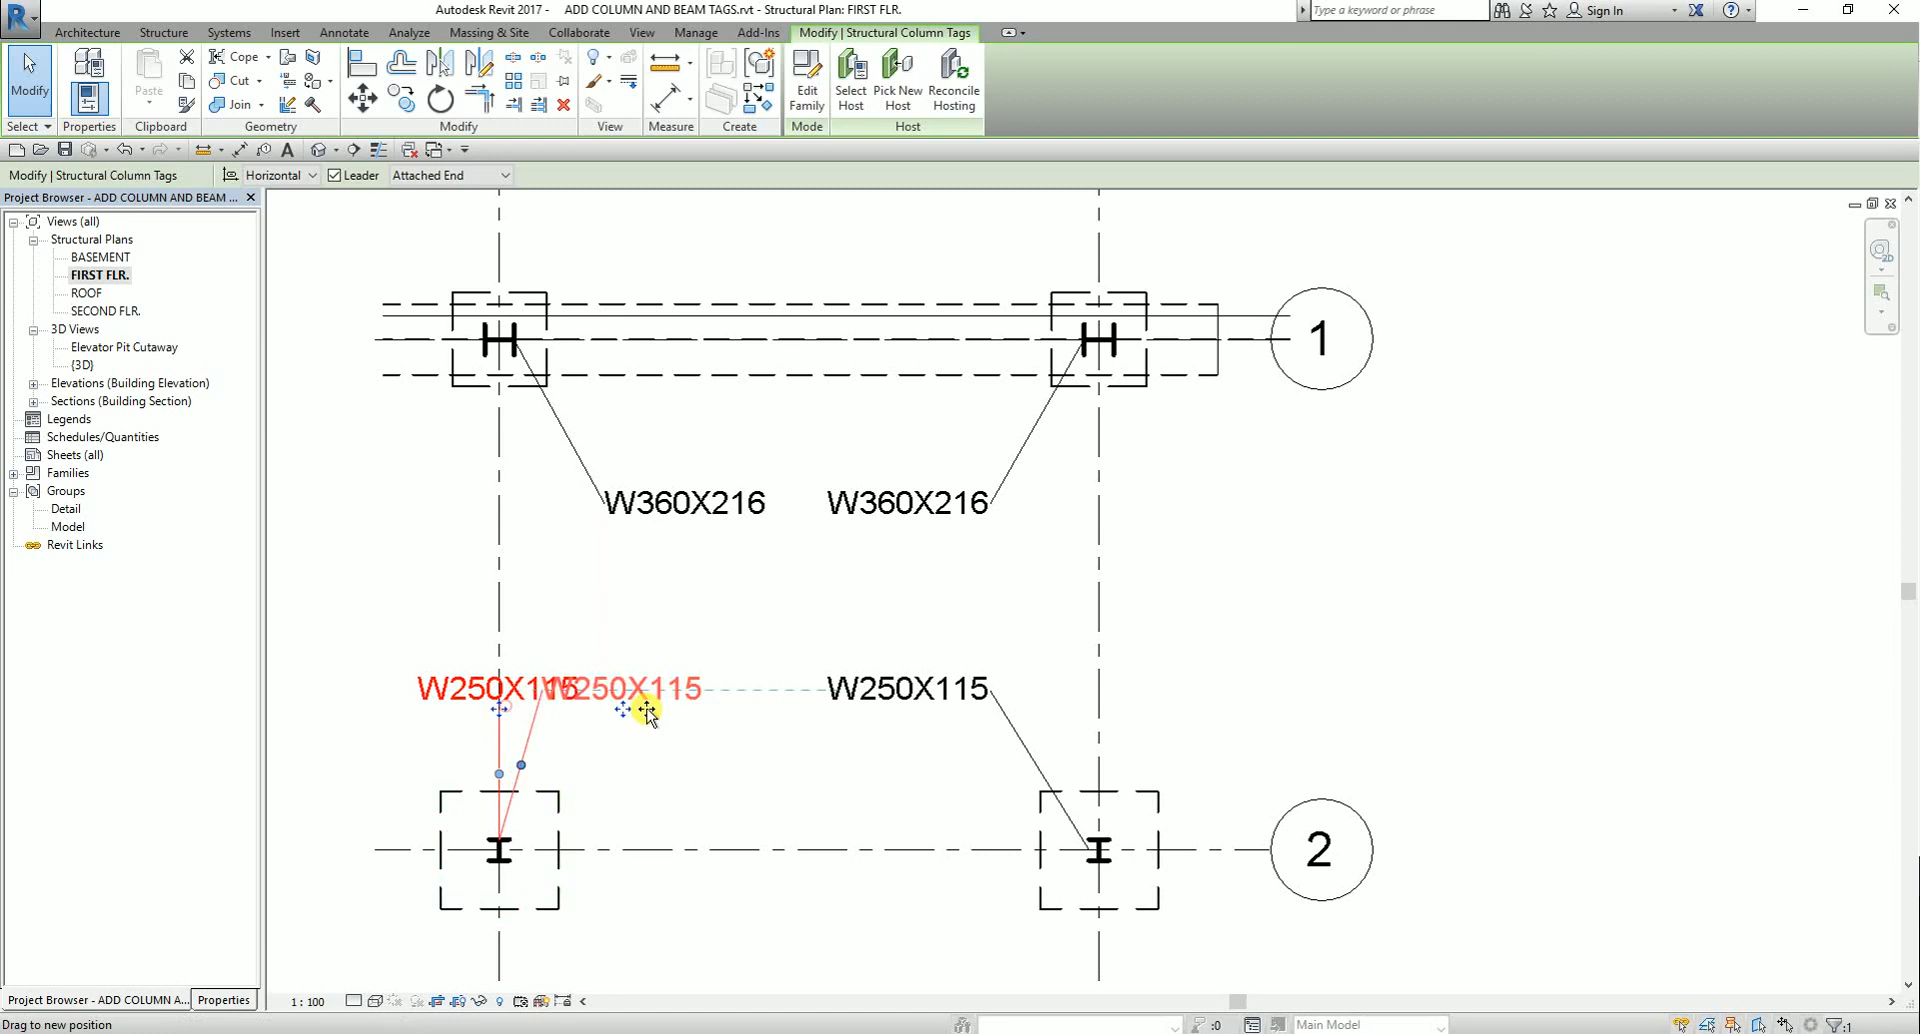 Autodesk Revit 2017 - ADD COLUMN AND BEAM TAGS.rvt - Structural Plan: FIRST FLR.
Type a keyword or phrase
Sign In
Architecture Structure Systems Insert Annotate Analyze Massing & Site Collaborate View Manage Add-Ins Modify | Structural Column Tags
Modify
Paste
Cope
Cut
Join
Edit Family
Select Host
Pick New Host
Reconcile Hosting
Select Properties Clipboard Geometry Modify View Measure Create Mode Host
Modify | Structural Column Tags Horizontal Leader Attached End
Project Browser - ADD COLUMN AND BEAM ...
Views (all)
Structural Plans
BASEMENT
FIRST FLR.
ROOF
SECOND FLR.
3D Views
Elevator Pit Cutaway
{3D}
Elevations (Building Elevation)
Sections (Building Section)
Legends
Schedules/Quantities
Sheets (all)
Families
Groups
Detail
Model
Revit Links
1
W360X216 W360X216
W250X115 W250X115 W250X115
2
2D
Project Browser - ADD COLUMN A... Properties
1 : 100
Drag to new position
:0
Main Model
:1